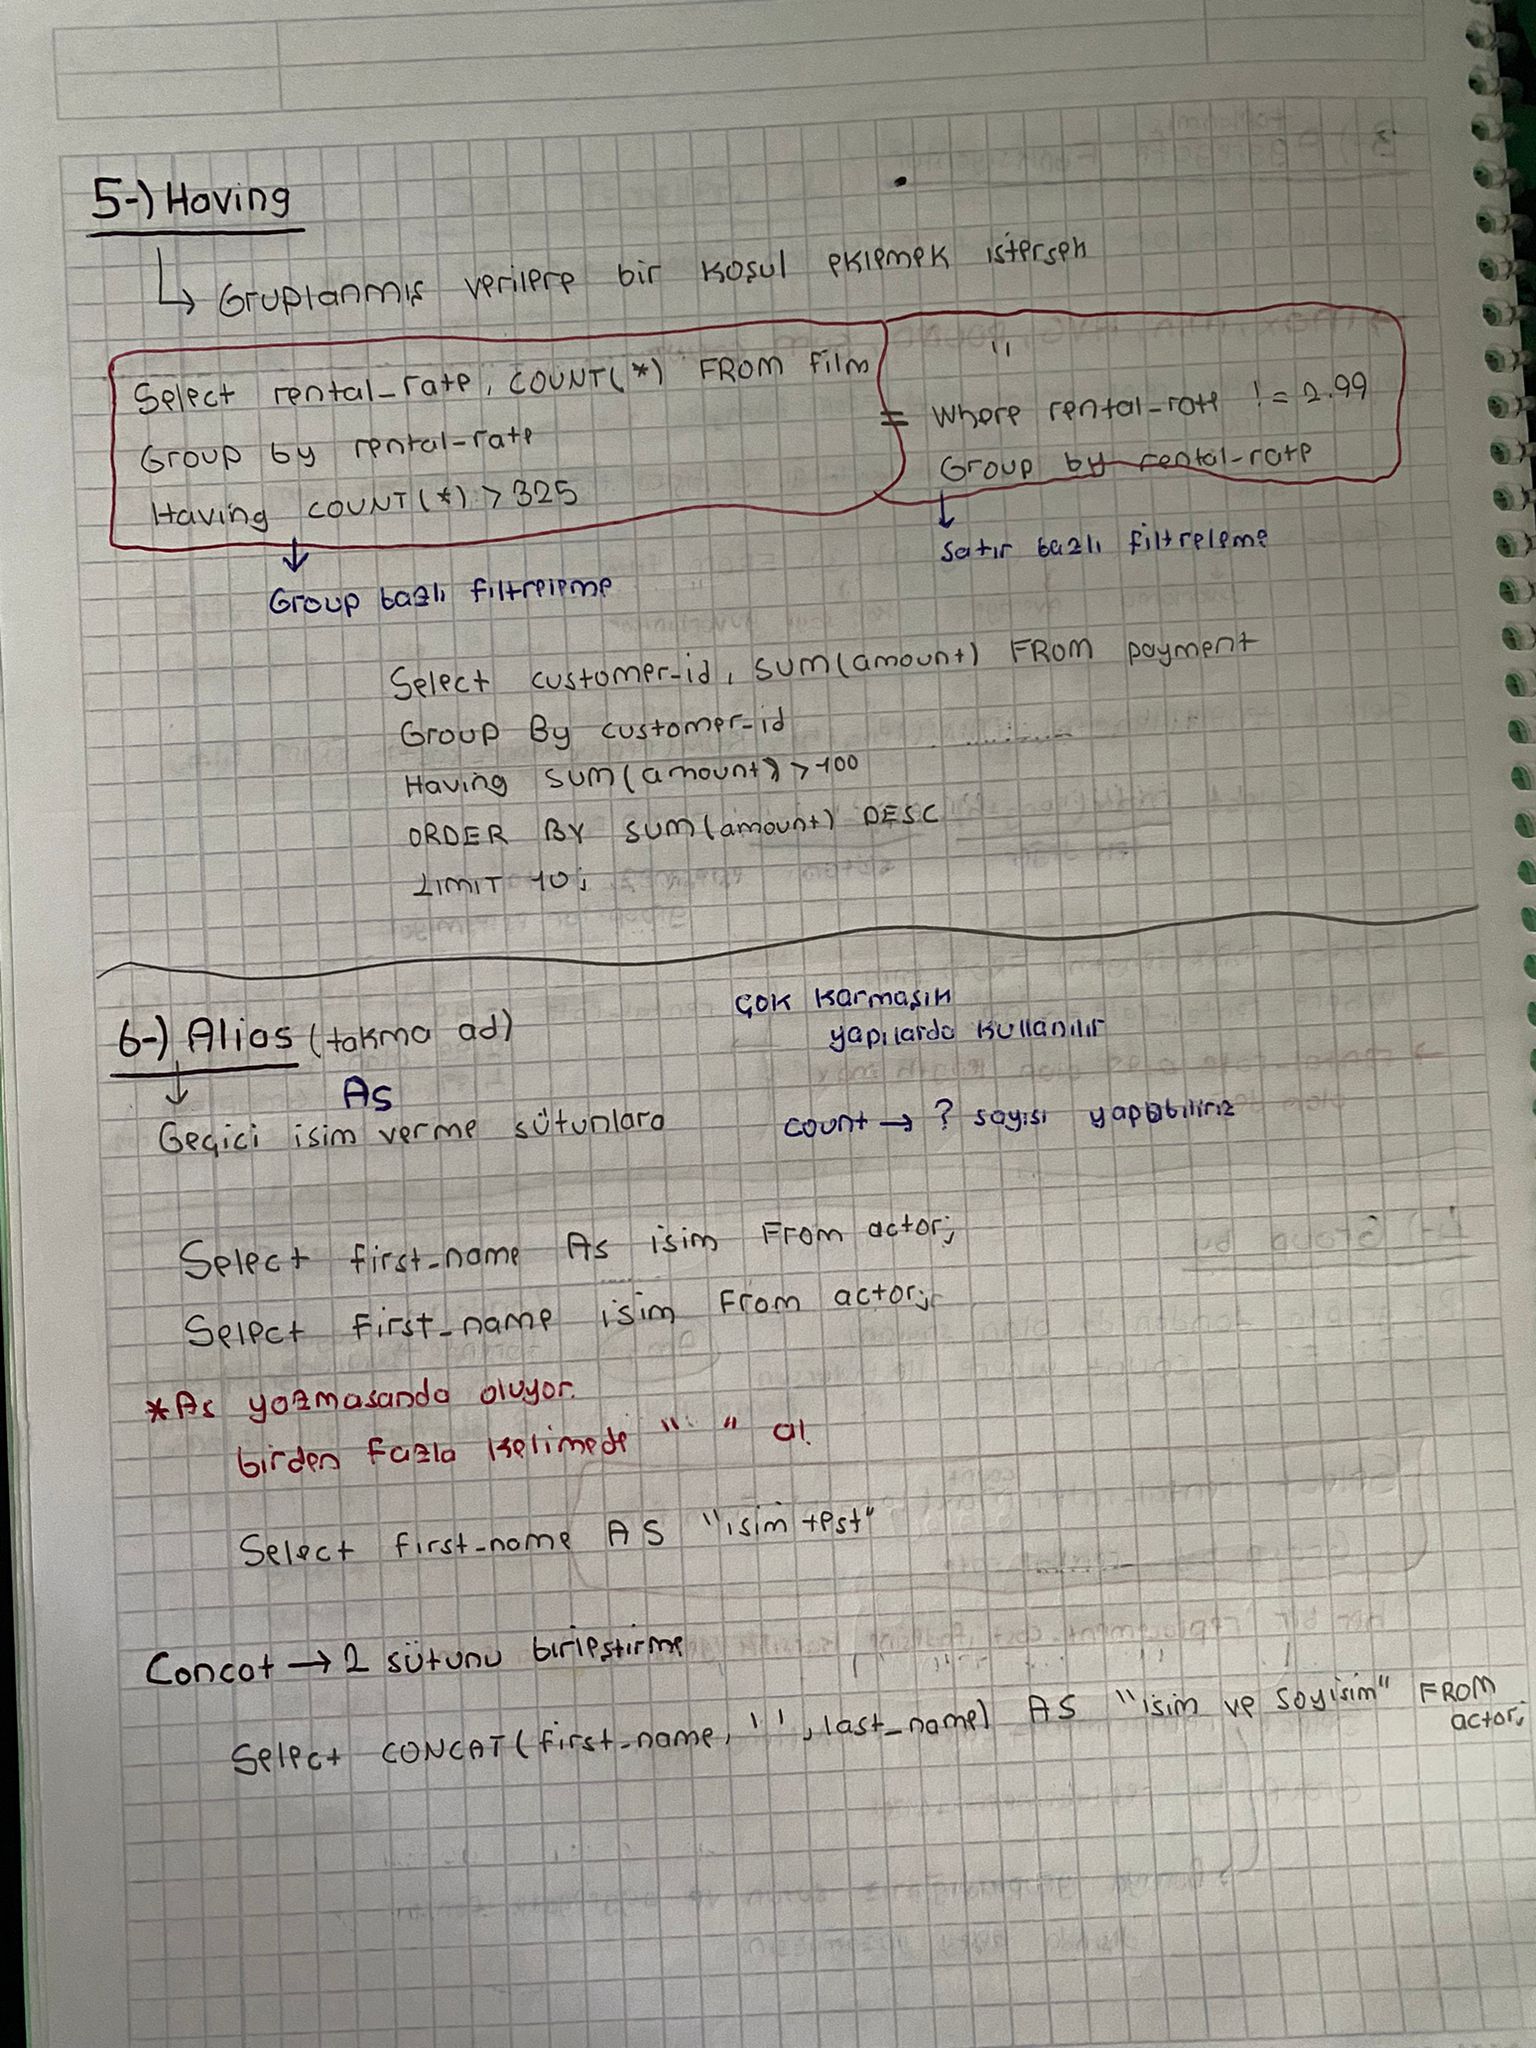 5-) Having
Gruplanmış verilere bir koşul eklemek istersek
Select rental_rate, COUNT(*) FROM film
Group by rental-rate
Having COUNT(*) > 325
"
= Where rental-rate != 2.99
Group by rental-rate
Group bazlı filtreleme
Satır bazlı filtreleme
Select customer-id, sum(amount) FROM payment
Group By customer-id
Having sum(amount) > 100
ORDER BY sum(amount) DESC
LIMIT 10;
6-) Alias (takma ad)
Çok karmaşık
yapılarda kullanılır
As
Geçici isim verme sütunlara
count → ? sayısı yapabiliriz
Select first_name As isim From actor;
Select first_name isim From actor;
*As yazmasanda oluyor.
birden fazla kelimede " " al.
Select first_name AS "isim test"
Concat → 2 sütunu birleştirme
Select CONCAT(first_name, ' ', last_name) AS "isim ve soyisim" FROM
actor;